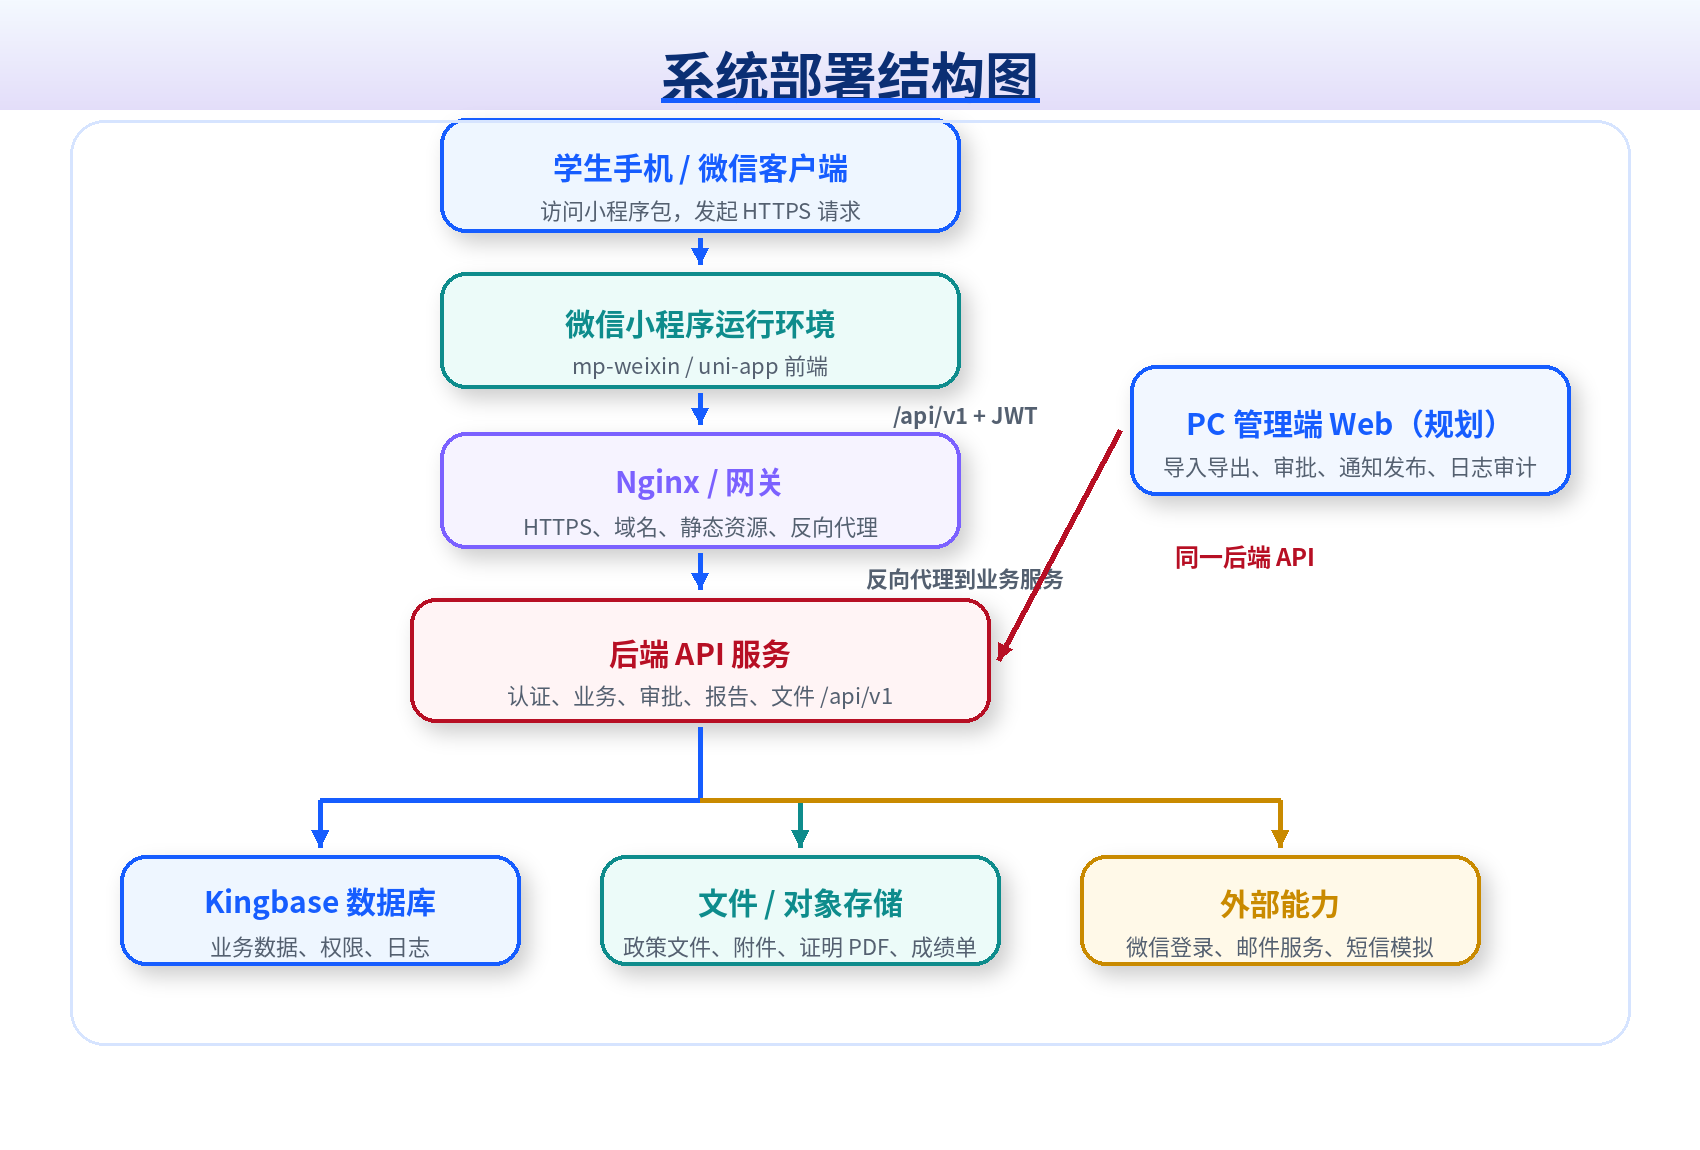 系统部署结构图
学生手机 / 微信客户端
访问小程序包，发起 HTTPS 请求
微信小程序运行环境
mp-weixin / uni-app 前端
/api/v1 + JWT
Nginx / 网关
HTTPS、域名、静态资源、反向代理
PC 管理端 Web（规划）
导入导出、审批、通知发布、日志审计
同一后端 API
反向代理到业务服务
后端 API 服务
认证、业务、审批、报告、文件 /api/v1
Kingbase 数据库
业务数据、权限、日志
文件 / 对象存储
政策文件、附件、证明 PDF、成绩单
外部能力
微信登录、邮件服务、短信模拟